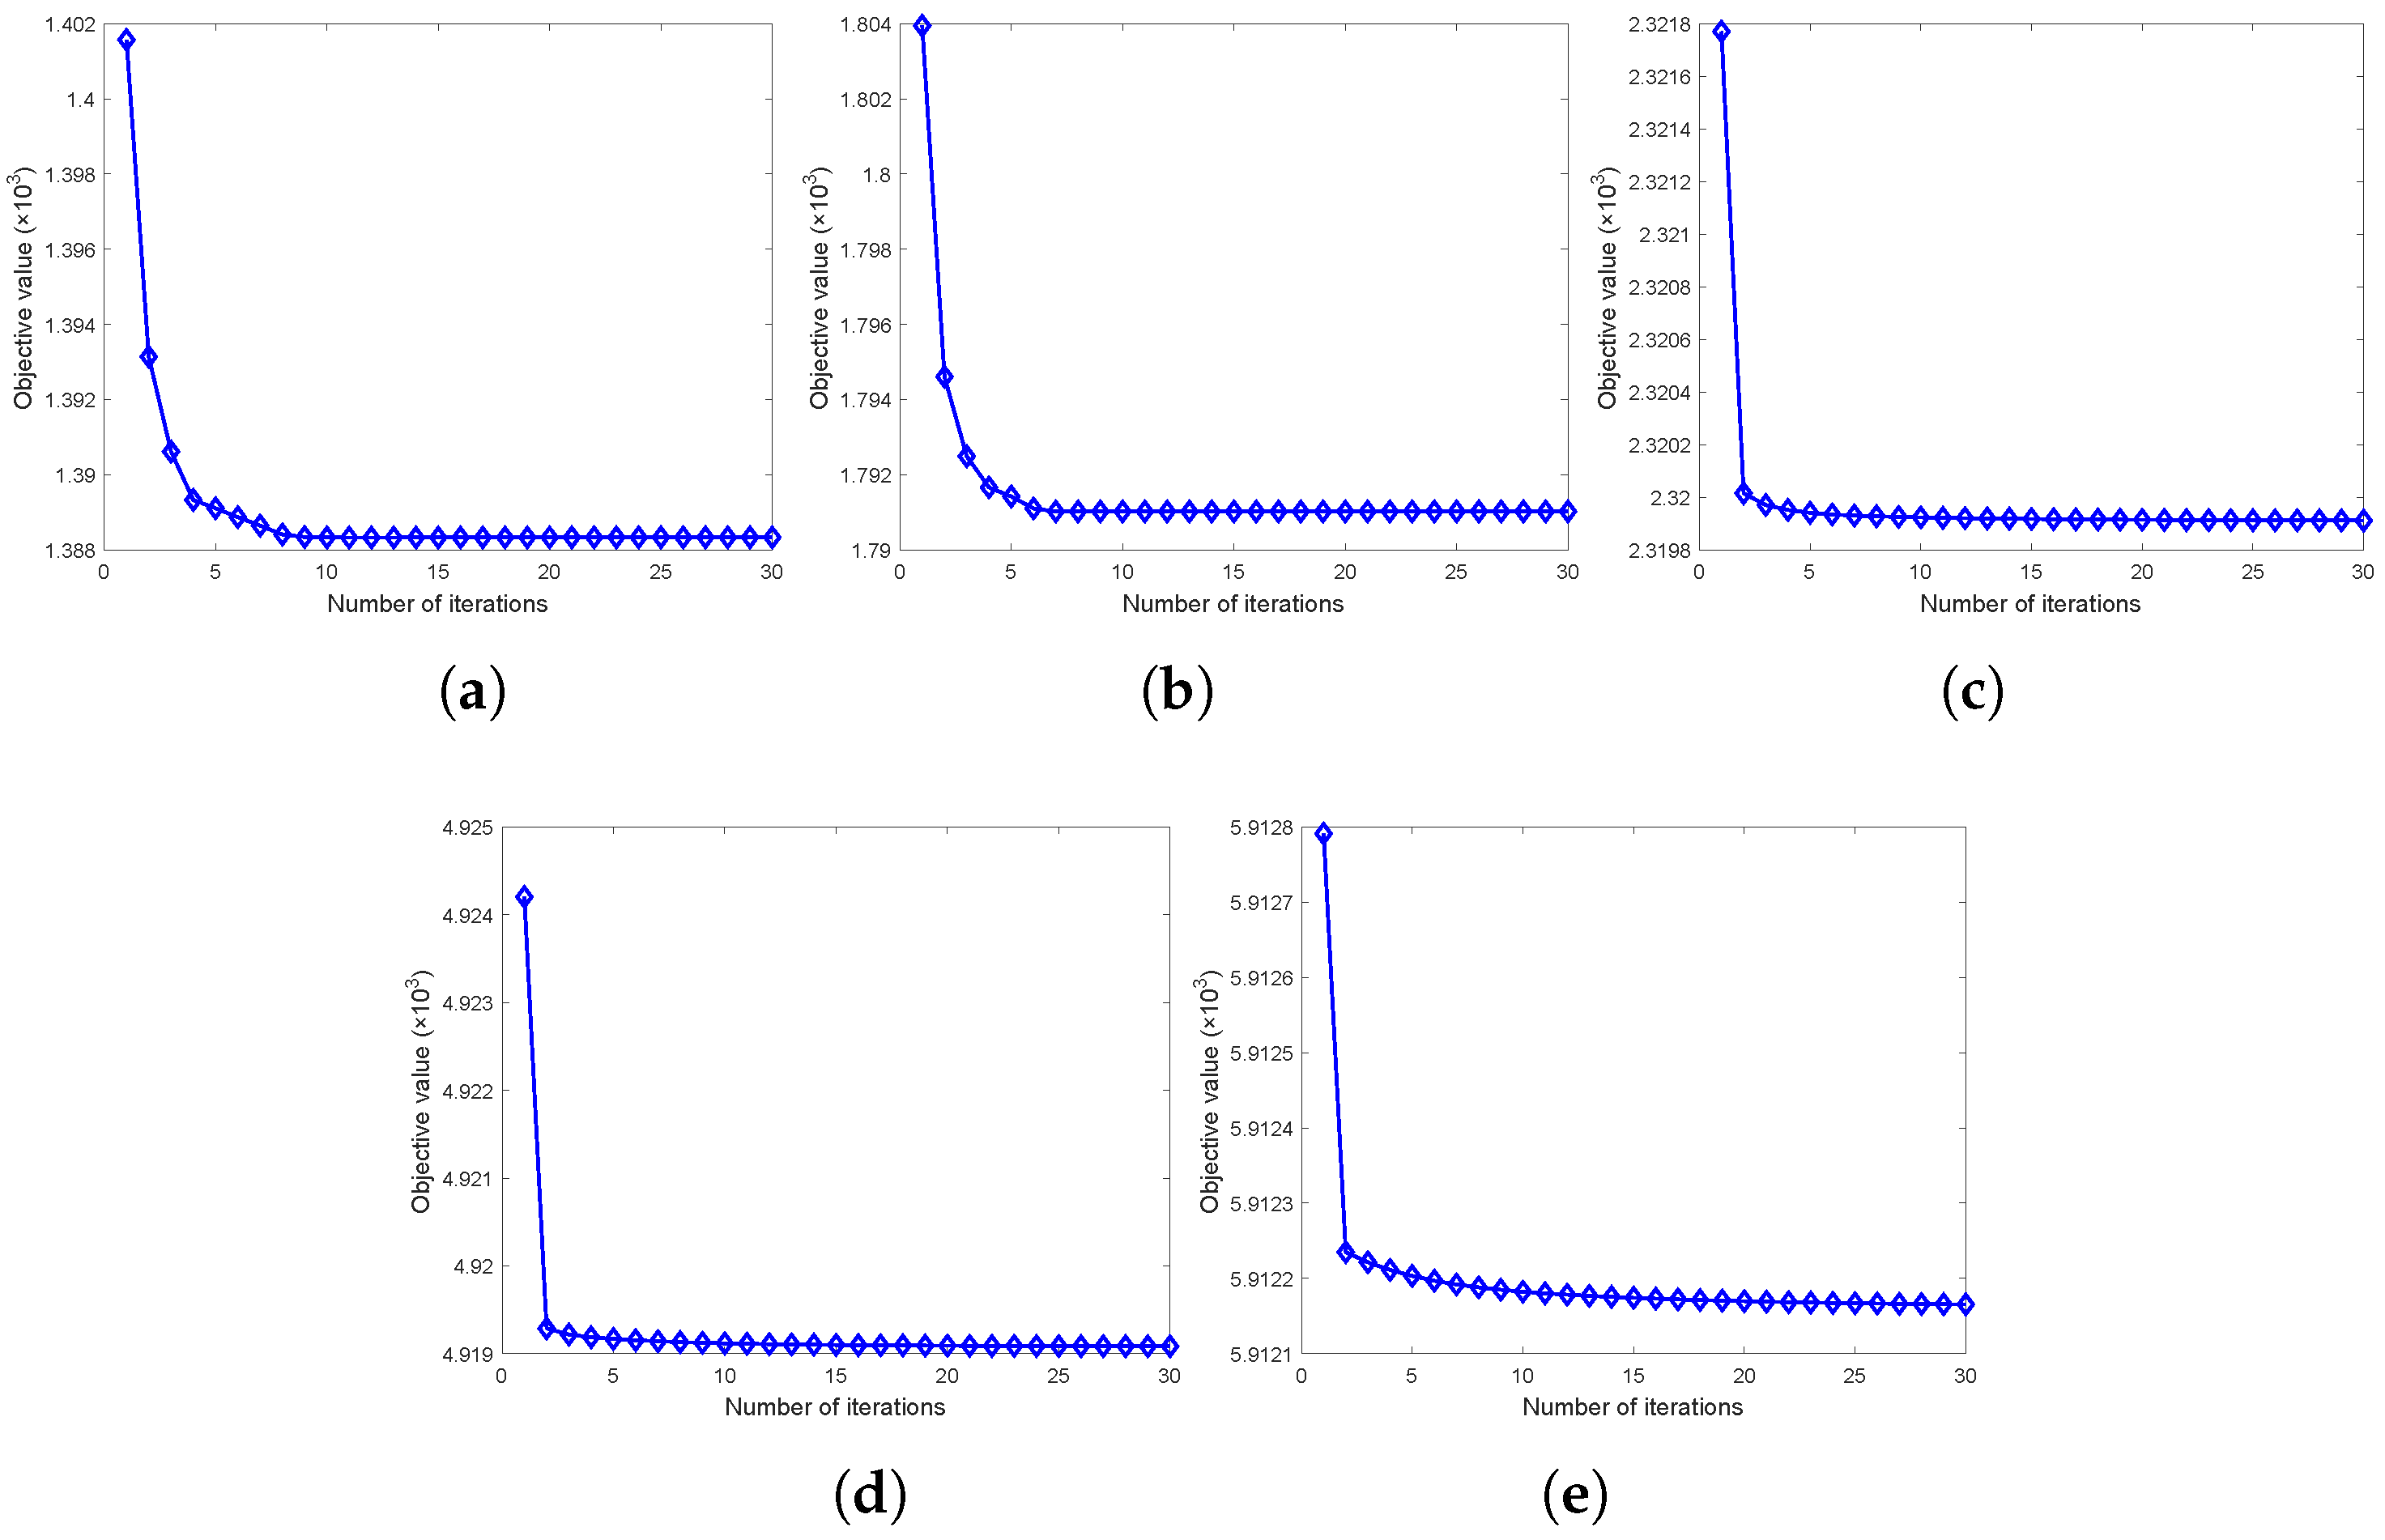 1.402
1.4
1.398
1.396
1.394
1.392
1.39
1.388
Objective value (×10³)
0 5 10 15 20 25 30
Number of iterations
(a)
1.804
1.802
1.8
1.798
1.796
1.794
1.792
1.79
Objective value (×10³)
0 5 10 15 20 25 30
Number of iterations
(b)
2.3218
2.3216
2.3214
2.3212
2.321
2.3208
2.3206
2.3204
2.3202
2.32
2.3198
Objective value (×10³)
0 5 10 15 20 25 30
Number of iterations
(c)
4.925
4.924
4.923
4.922
4.921
4.92
4.919
Objective value (×10³)
0 5 10 15 20 25 30
Number of iterations
(d)
5.9128
5.9127
5.9126
5.9125
5.9124
5.9123
5.9122
5.9121
Objective value (×10³)
0 5 10 15 20 25 30
Number of iterations
(e)